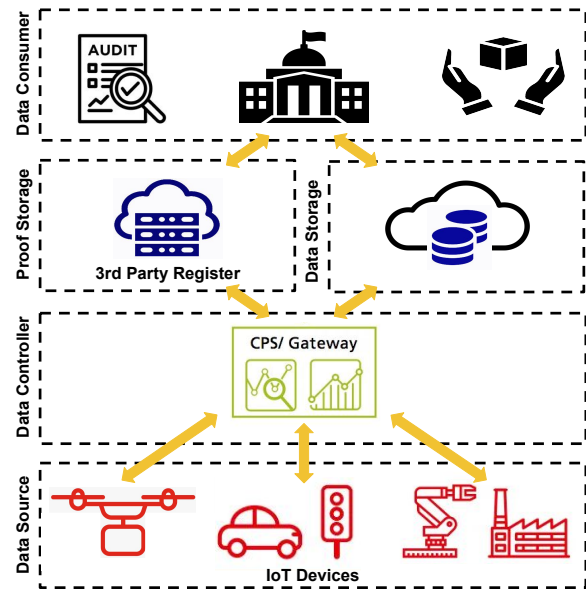 Data Consumer
AUDIT
Proof Storage
3rd Party Register
Data Storage
Data Controller
CPS/ Gateway
Data Source
IoT Devices